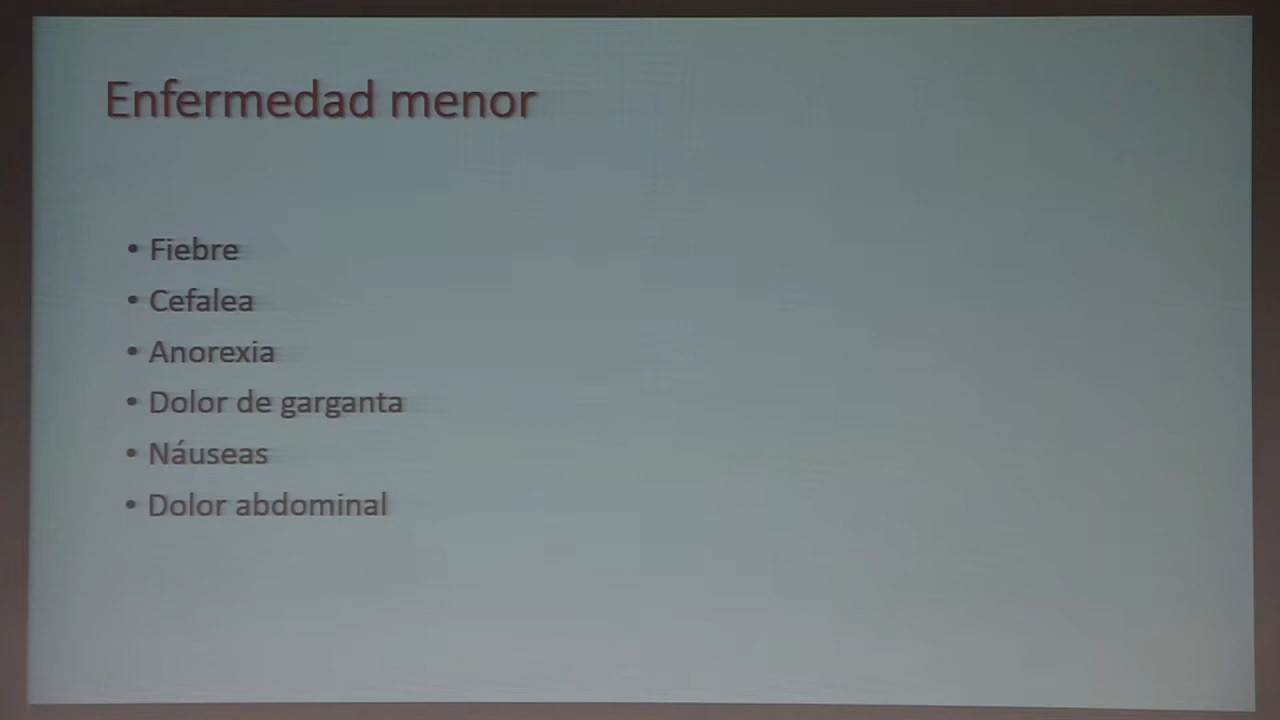 Enfermedad menor
• Fiebre
• Cefalea
• Anorexia
• Dolor de garganta
• Náuseas
• Dolor abdominal